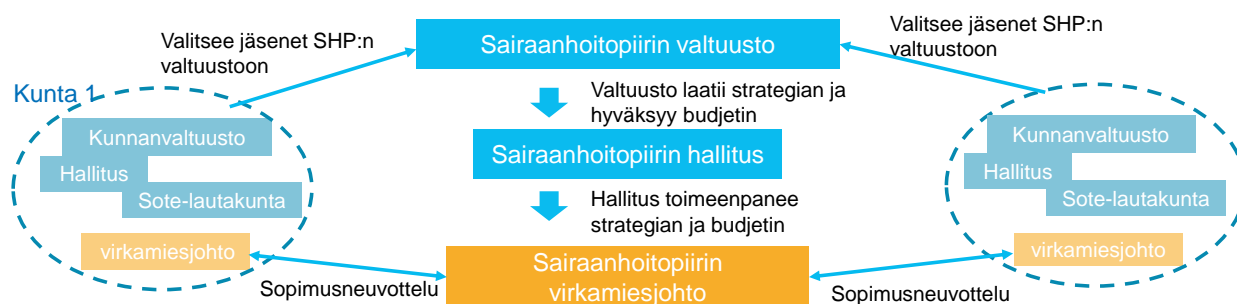 Valitsee jäsenet SHP:n
valtuustoon
Sairaanhoitopiirin valtuusto
Valitsee jäsenet SHP:n
valtuustoon
Kunta 1
Valtuusto laatii strategian ja
hyväksyy budjetin
Kunnanvaltuusto
Hallitus
Sote-lautakunta
virkamiesjohto
Sairaanhoitopiirin hallitus
Kunnanvaltuusto
Hallitus
Sote-lautakunta
virkamiesjohto
Hallitus toimeenpanee
strategian ja budjetin
Sopimusneuvottelu
Sairaanhoitopiirin
virkamiesjohto
Sopimusneuvottelu